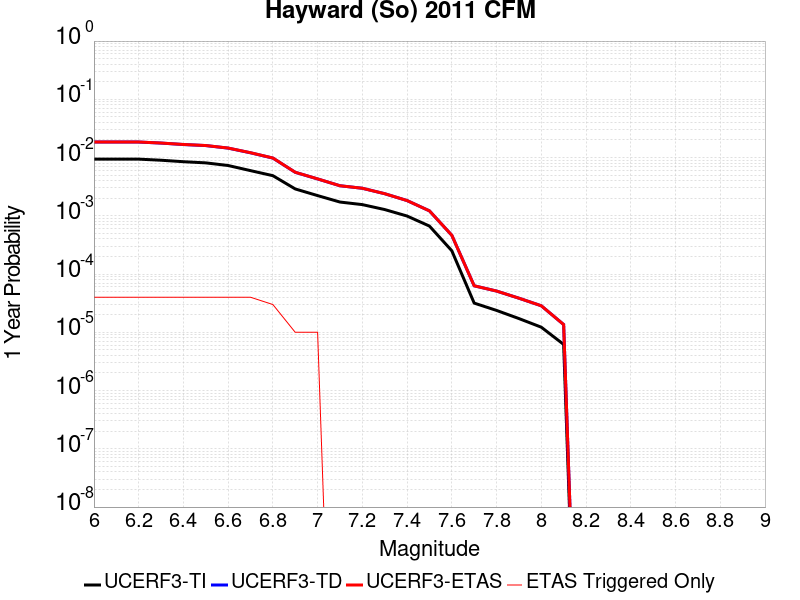 Hayward (So) 2011 CFM
10^0
10^-1
10^-2
10^-3
10^-4
10^-5
10^-6
10^-7
10^-8
1 Year Probability
6 6.2 6.4 6.6 6.8 7 7.2 7.4 7.6 7.8 8 8.2 8.4 8.6 8.8 9
Magnitude
UCERF3-TI UCERF3-TD UCERF3-ETAS ETAS Triggered Only